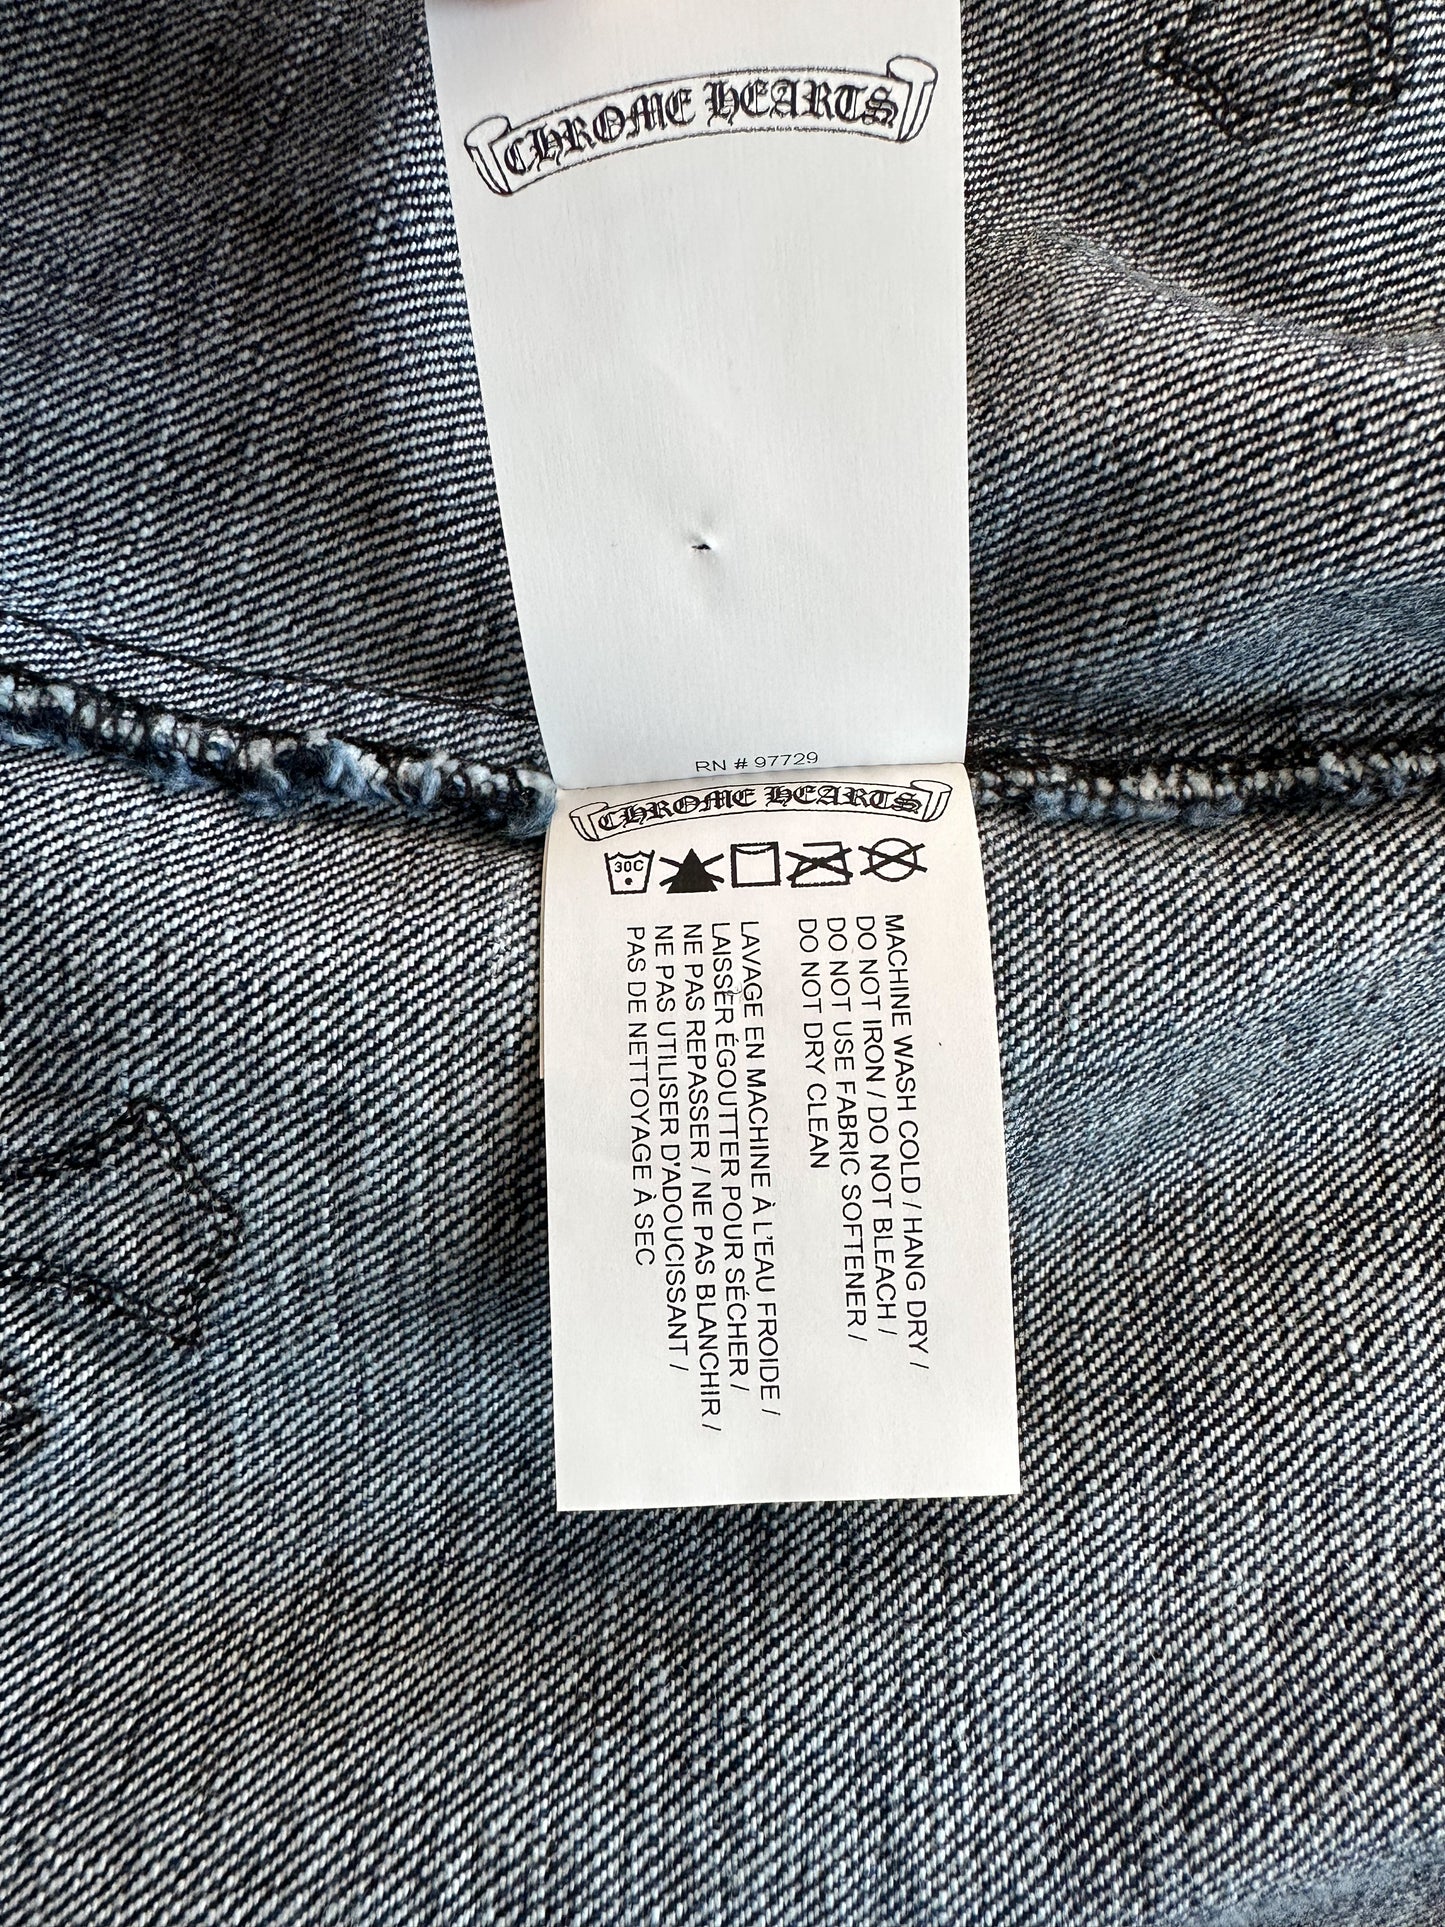 CHROME HEARTS
RN # 97729
CHROME HEARTS
30C
MACHINE WASH COLD / HANG DRY /
DO NOT IRON / DO NOT BLEACH /
DO NOT USE FABRIC SOFTENER /
DO NOT DRY CLEAN
LAVAGE EN MACHINE À L'EAU FROIDE /
LAISSER ÉGOUTTER POUR SÉCHER /
NE PAS REPASSER / NE PAS BLANCHIR /
NE PAS UTILISER D'ADOUCISSANT /
PAS DE NETTOYAGE À SEC